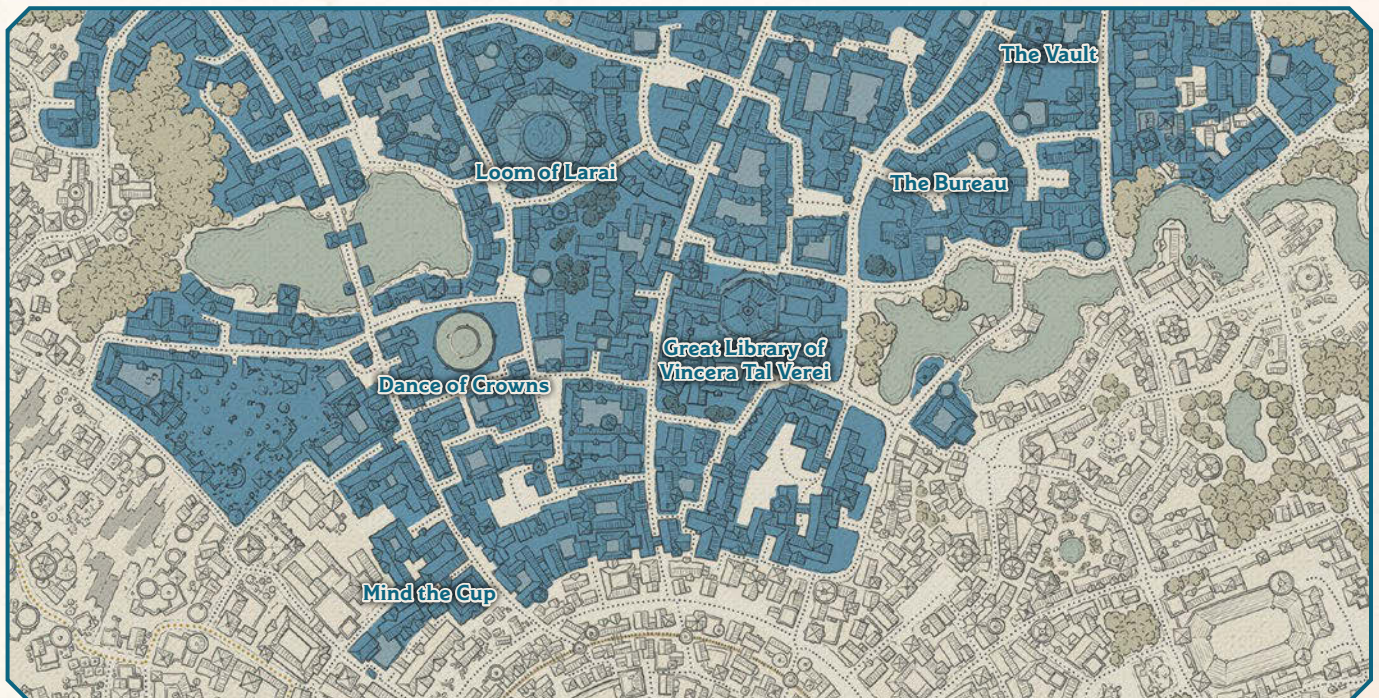 The Vault
Loom of Larai
The Bureau
Great Library of
Vincera Tal Verei
Dance of Crowns
Mind the Cup